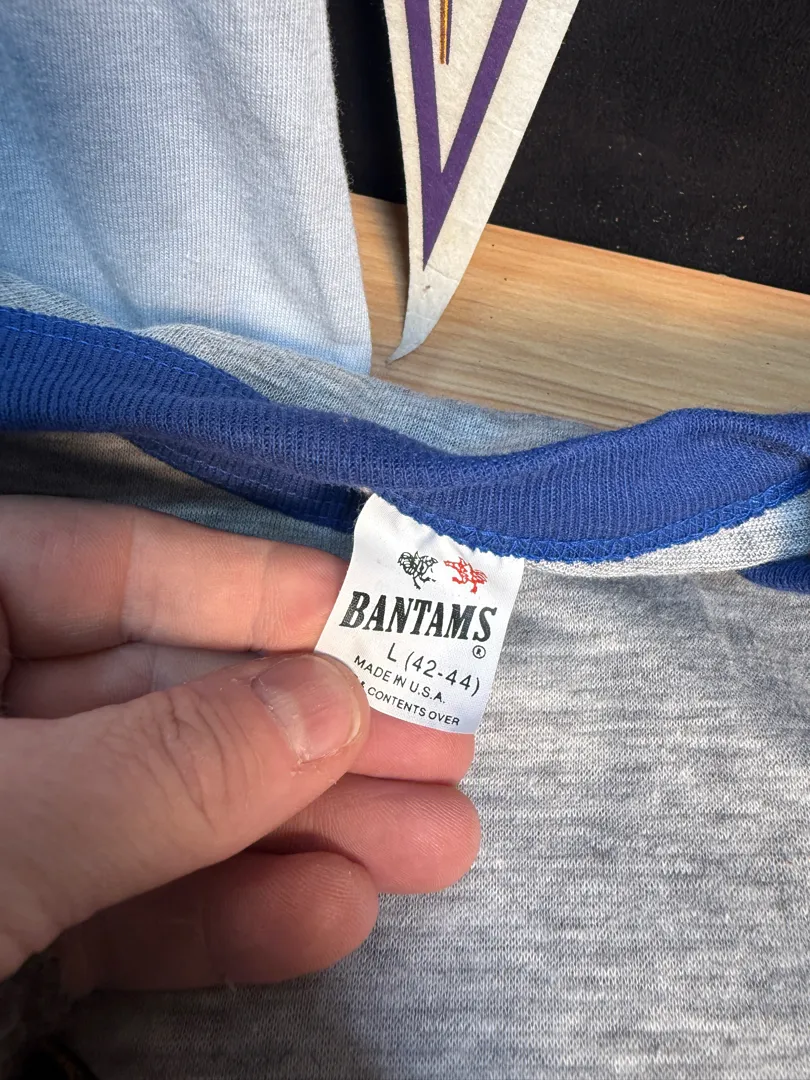 BANTAMS
®
L (42-44)
MADE IN U.S.A.
CONTENTS OVER